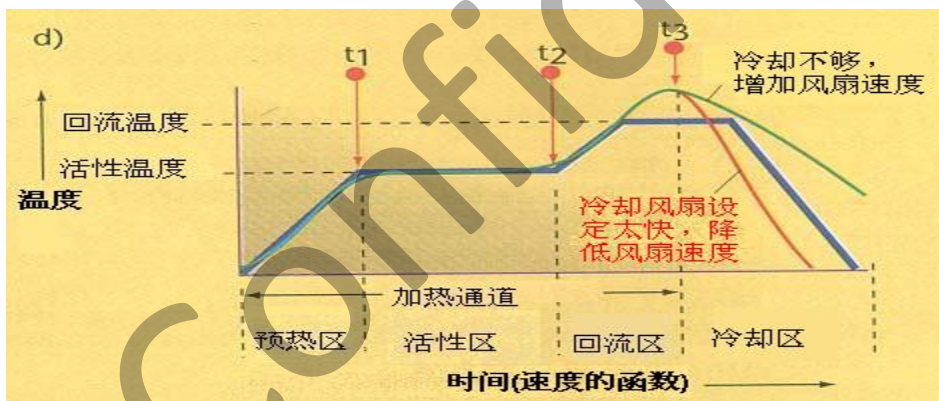 d)
t1
t2
t3
冷却不够，
增加风扇速度
回流温度
活性温度
温度
冷却风扇设
定太快，降
低风扇速度
加热通道
预热区
活性区
回流区
冷却区
时间(速度的函数)
Confid